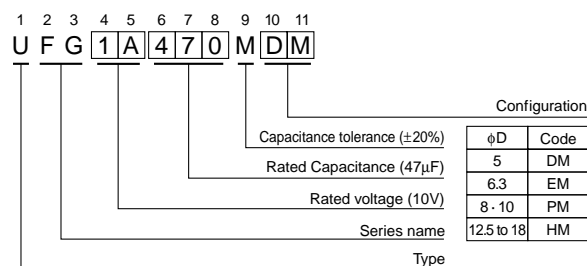 1 2 3 4 5 6 7 8 9 10 11
U F G 1 A 4 7 0 M D M
Configuration
Capacitance tolerance (±20%)
Rated Capacitance (47μF)
Rated voltage (10V)
Series name
Type
ϕD Code
5 DM
6.3 EM
8 · 10 PM
12.5 to 18 HM